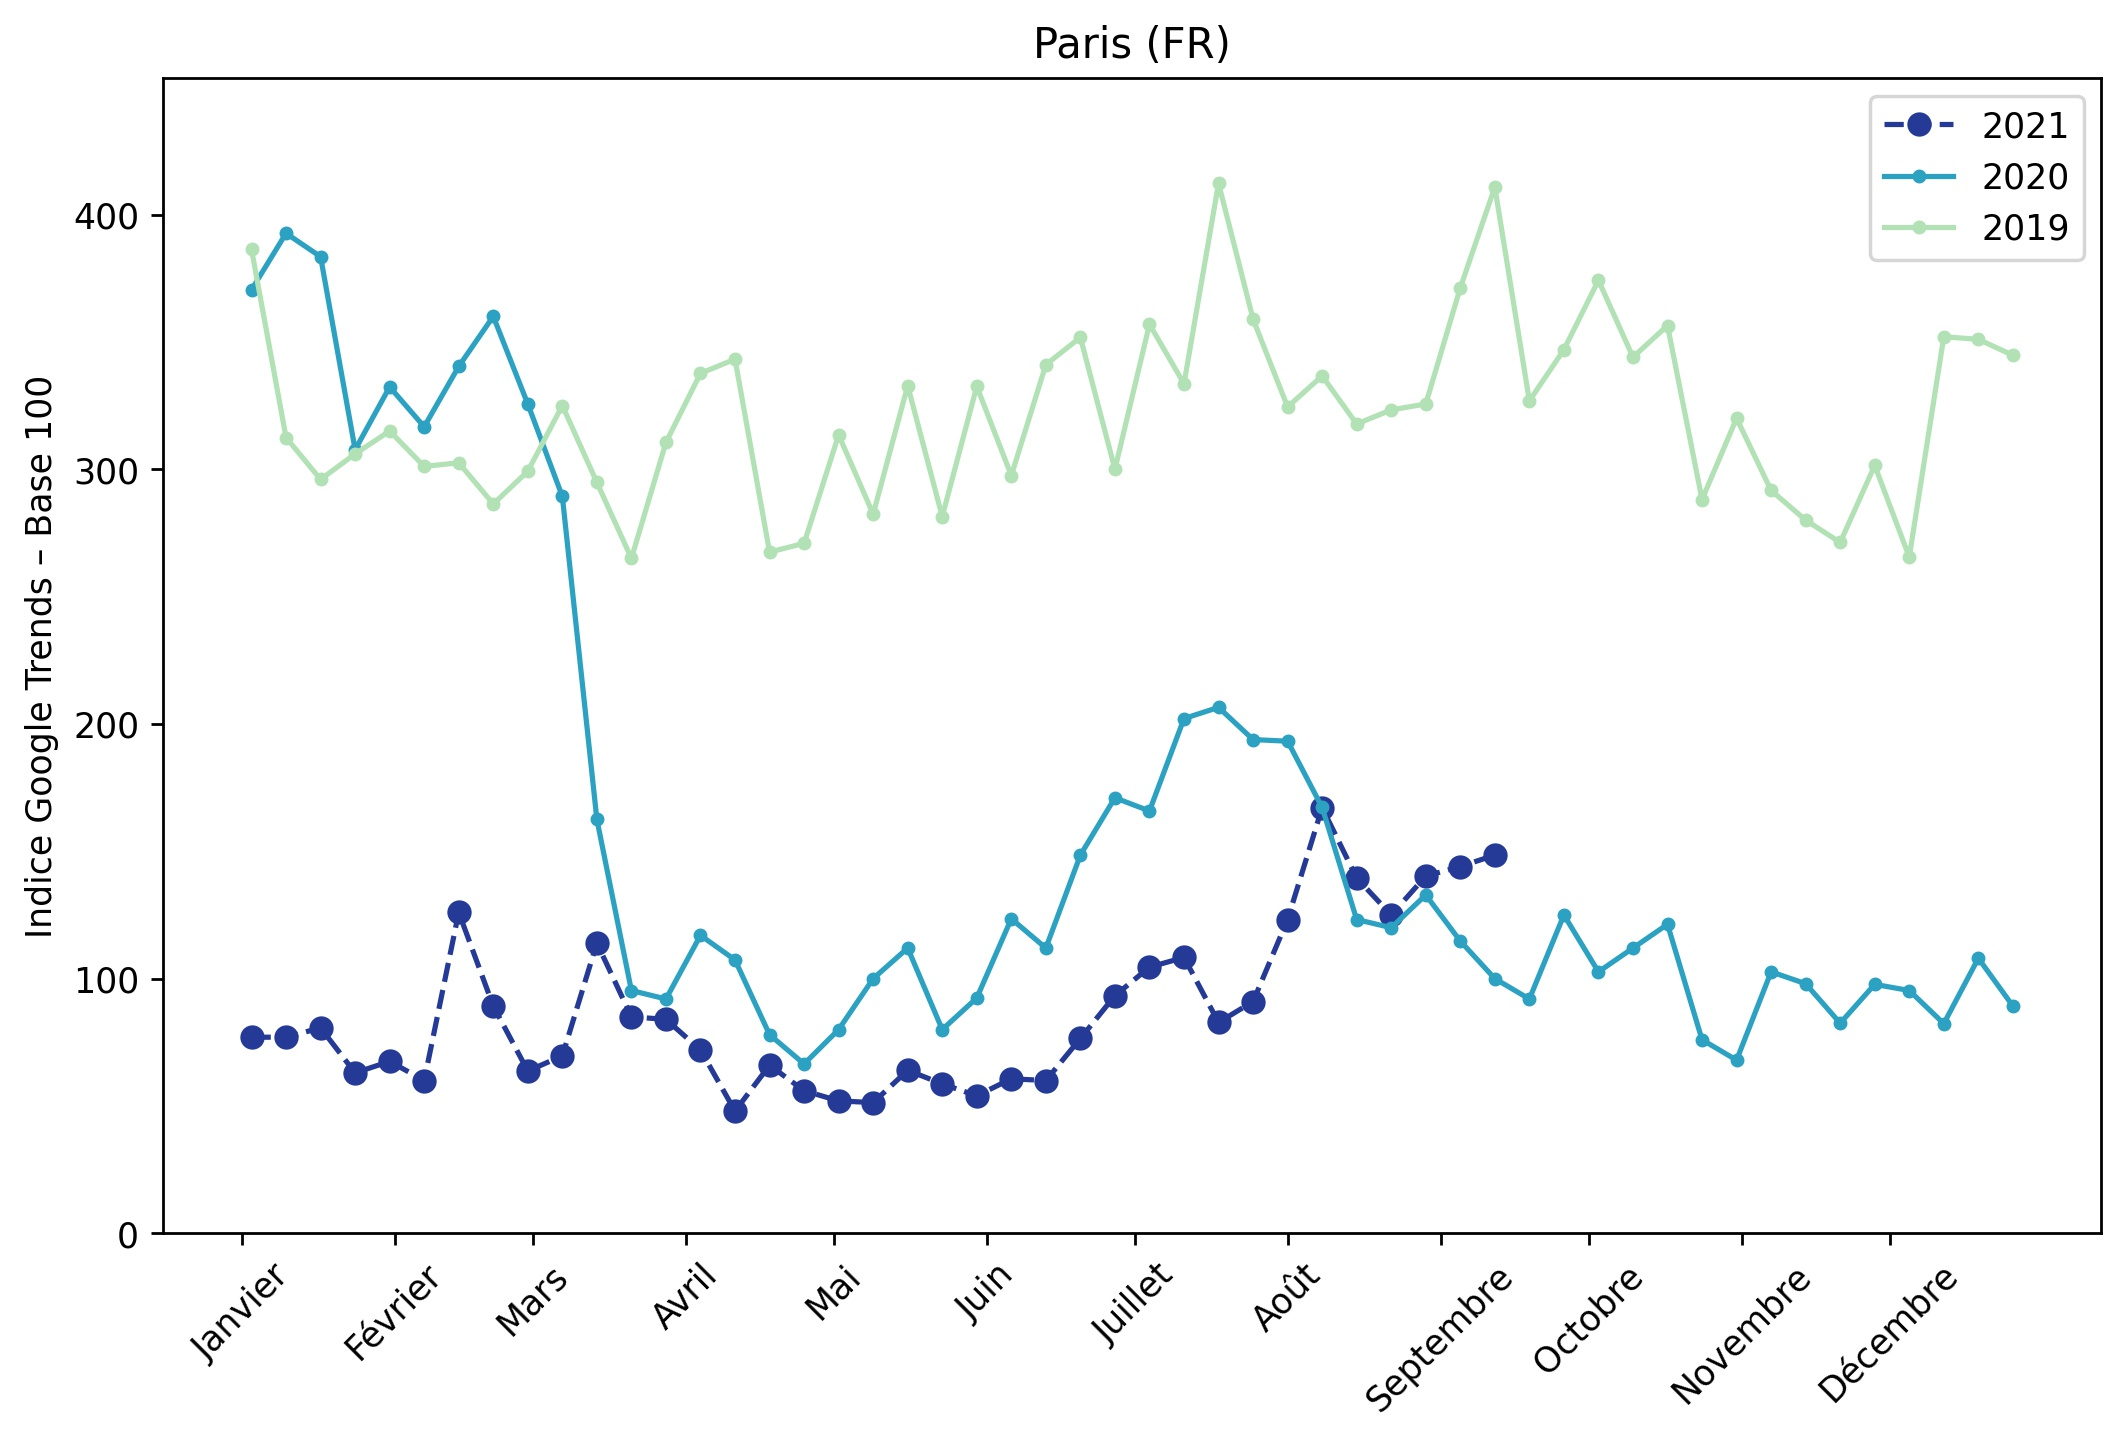 Paris (FR)
2021
2020
2019
Indice Google Trends – Base 100
400
300
200
100
0
Janvier
Février
Mars
Avril
Mai
Juin
Juillet
Août
Septembre
Octobre
Novembre
Décembre